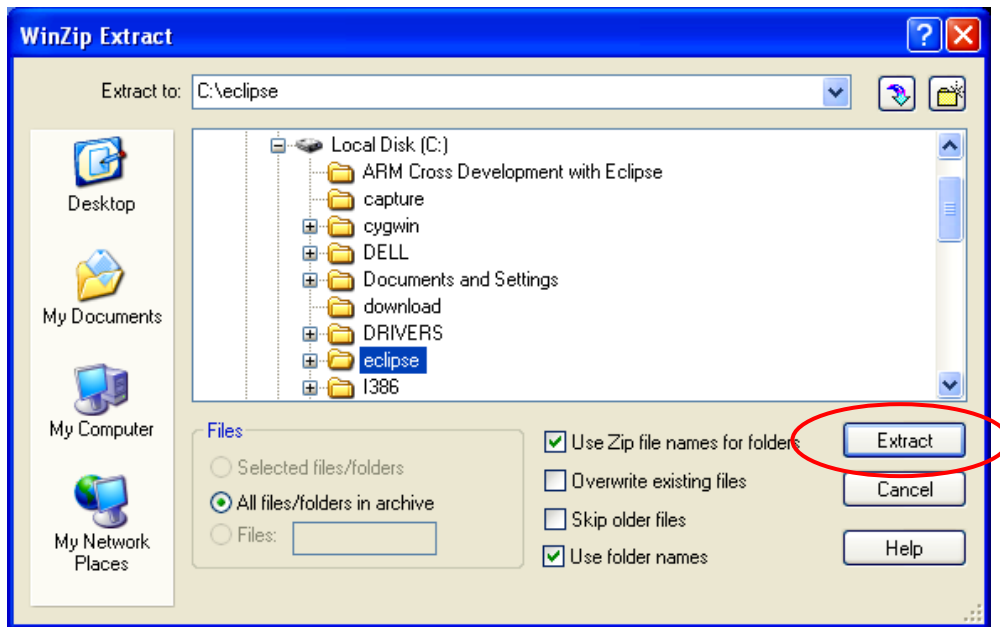 WinZip Extract
Extract to: C:\eclipse
Desktop
My Documents
My Computer
My Network
Places
Local Disk (C:)
ARM Cross Development with Eclipse
capture
cygwin
DELL
Documents and Settings
download
DRIVERS
eclipse
I386
Files
Selected files/folders
All files/folders in archive
Files:
Use Zip file names for folders
Overwrite existing files
Skip older files
Use folder names
Extract
Cancel
Help